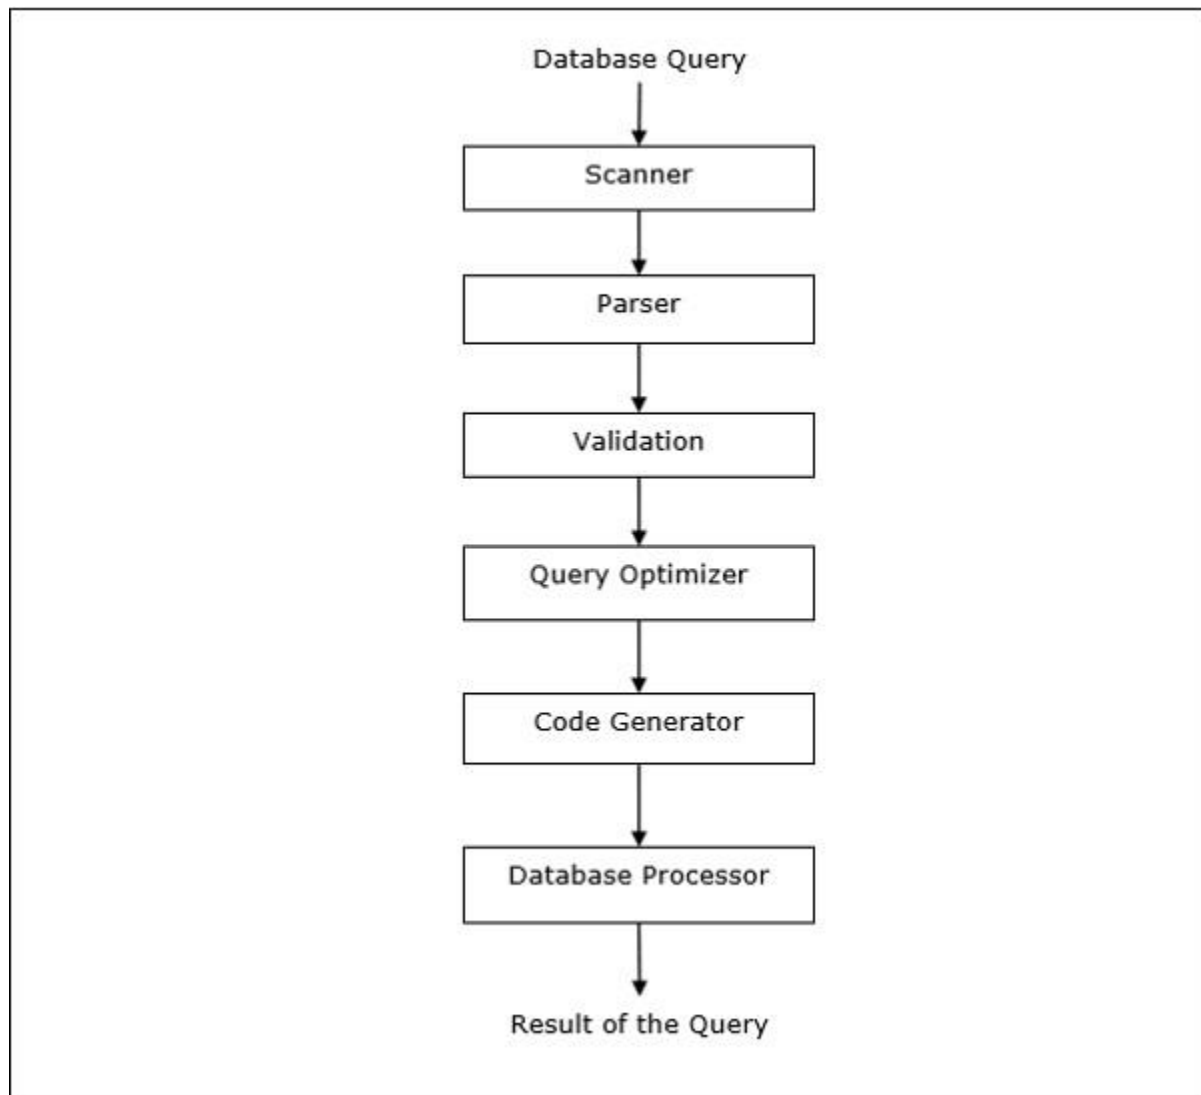 Database Query
Scanner
Parser
Validation
Query Optimizer
Code Generator
Database Processor
Result of the Query